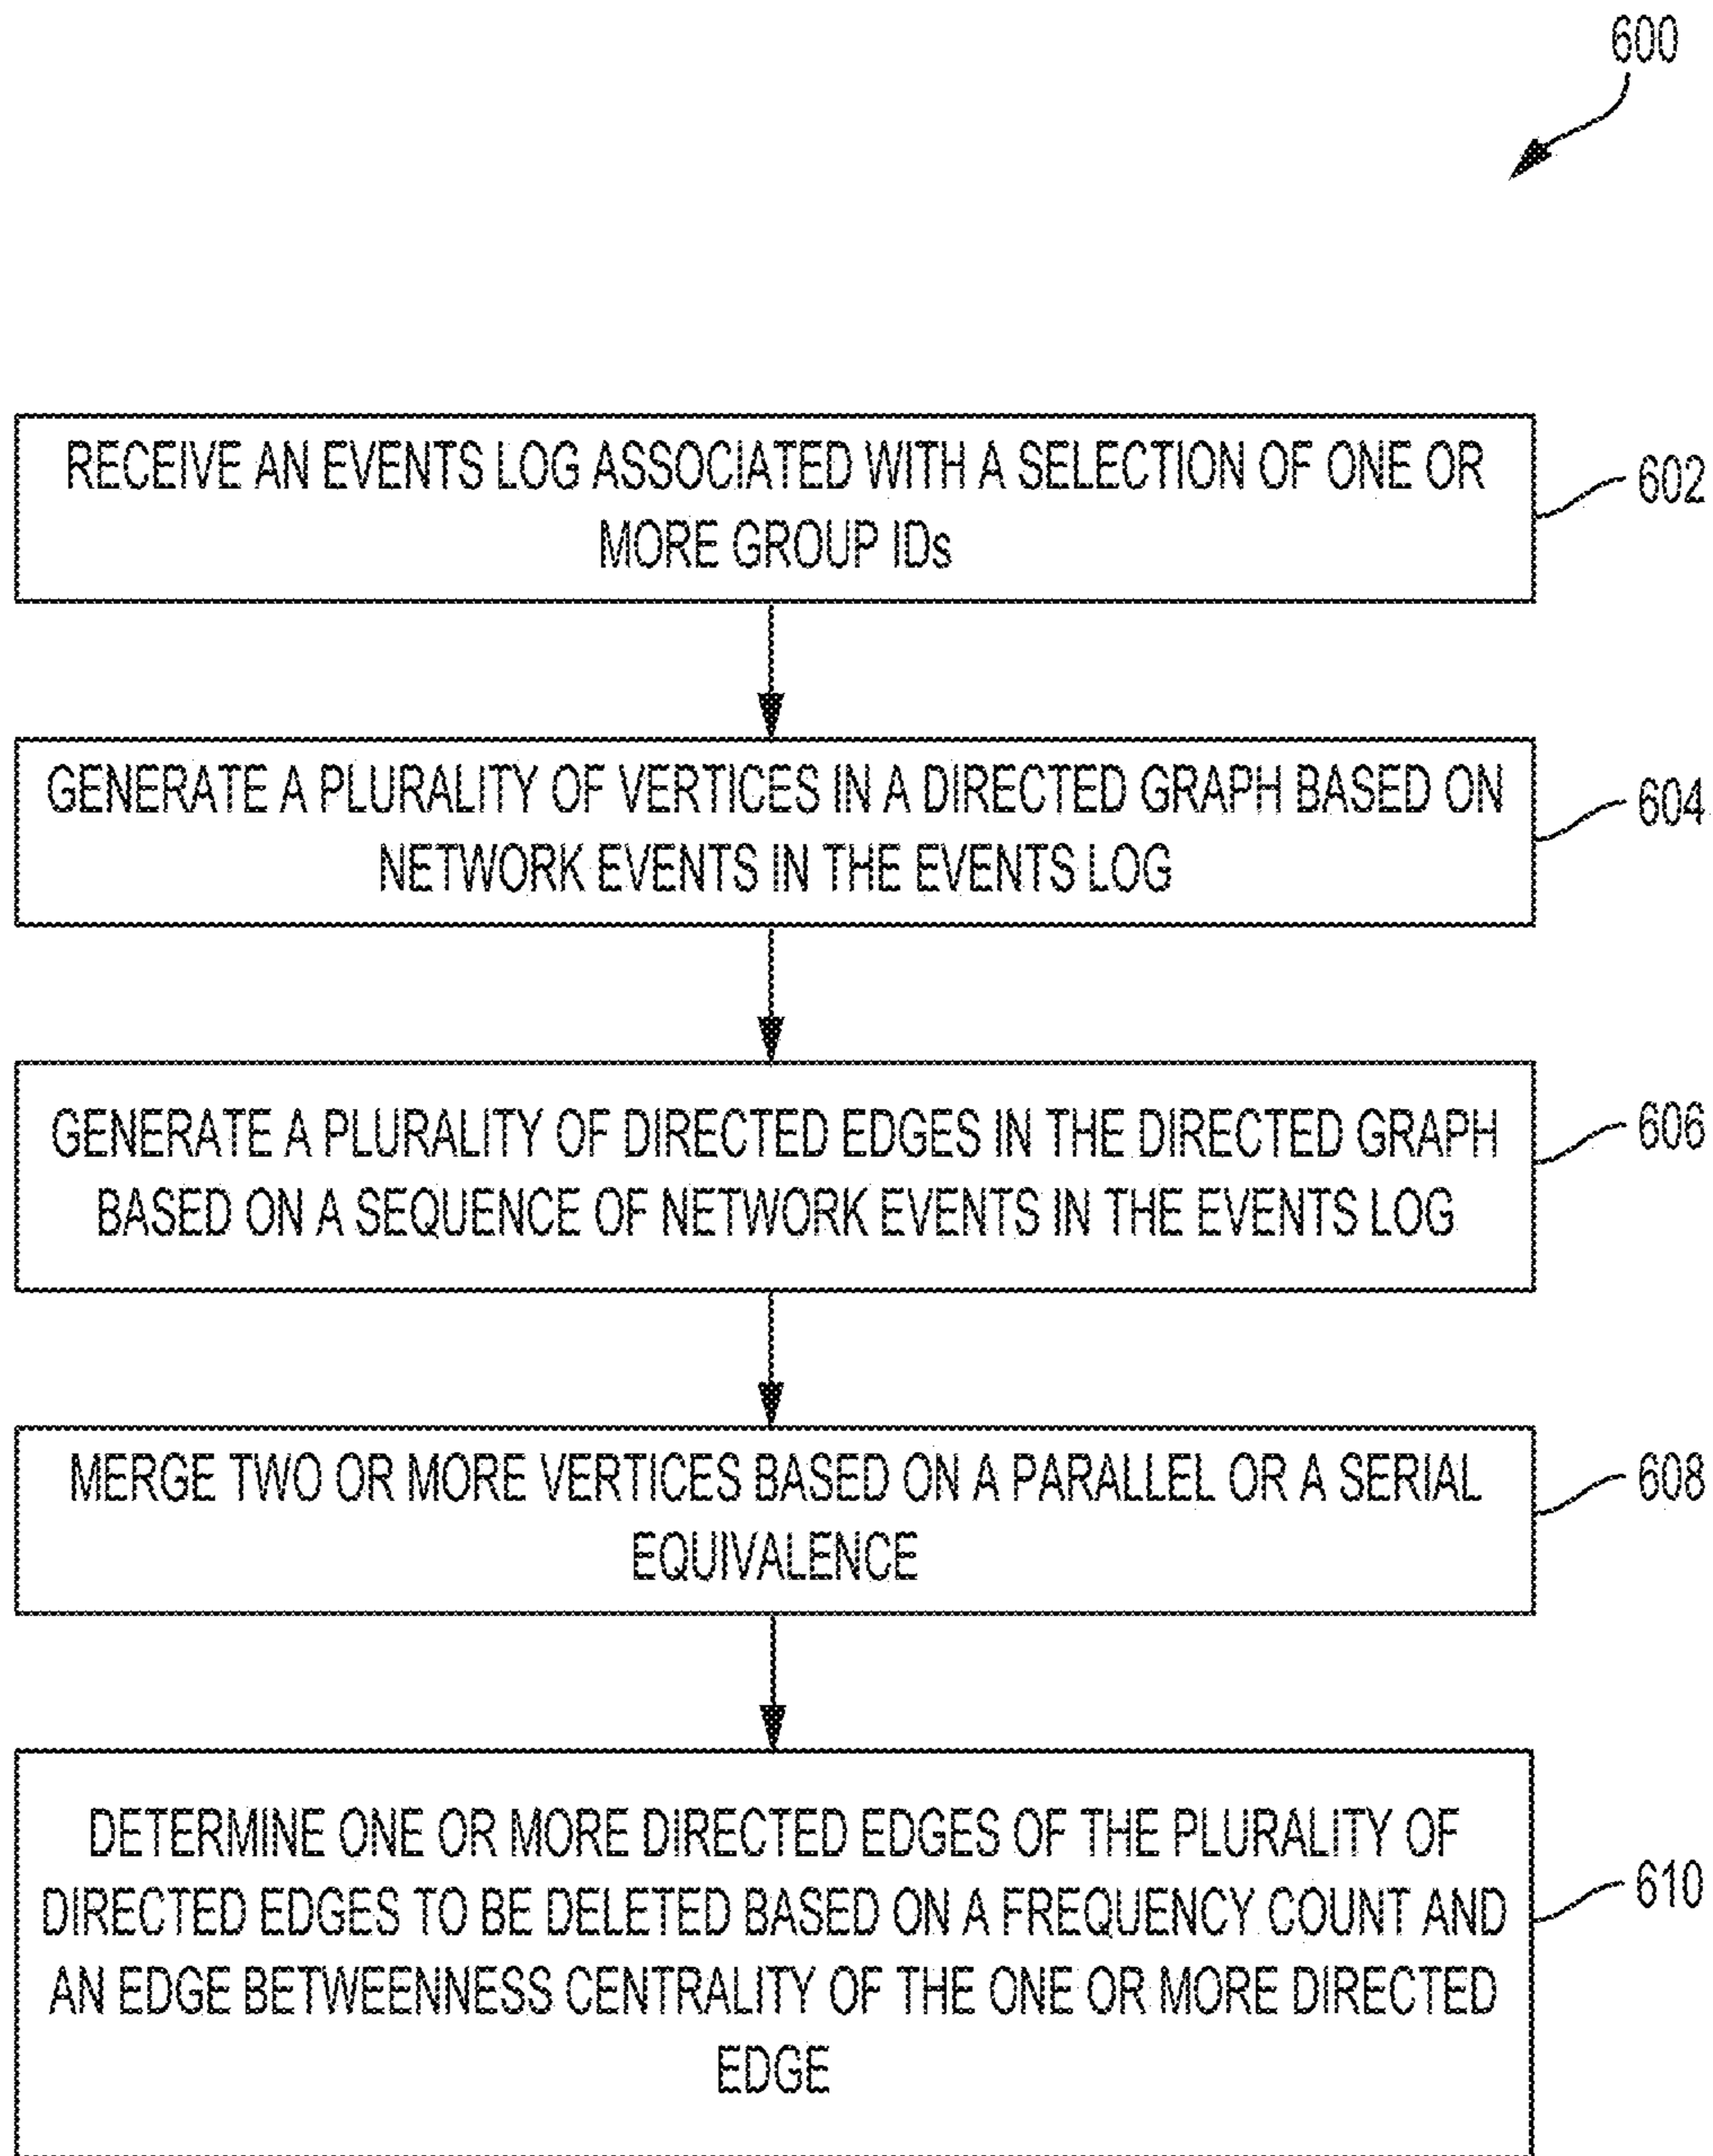 600
RECEIVE AN EVENTS LOG ASSOCIATED WITH A SELECTION OF ONE OR
MORE GROUP IDs
602
GENERATE A PLURALITY OF VERTICES IN A DIRECTED GRAPH BASED ON
NETWORK EVENTS IN THE EVENTS LOG
604
GENERATE A PLURALITY OF DIRECTED EDGES IN THE DIRECTED GRAPH
BASED ON A SEQUENCE OF NETWORK EVENTS IN THE EVENTS LOG
606
MERGE TWO OR MORE VERTICES BASED ON A PARALLEL OR A SERIAL
EQUIVALENCE
608
DETERMINE ONE OR MORE DIRECTED EDGES OF THE PLURALITY OF
DIRECTED EDGES TO BE DELETED BASED ON A FREQUENCY COUNT AND
AN EDGE BETWEENNESS CENTRALITY OF THE ONE OR MORE DIRECTED
EDGE
610